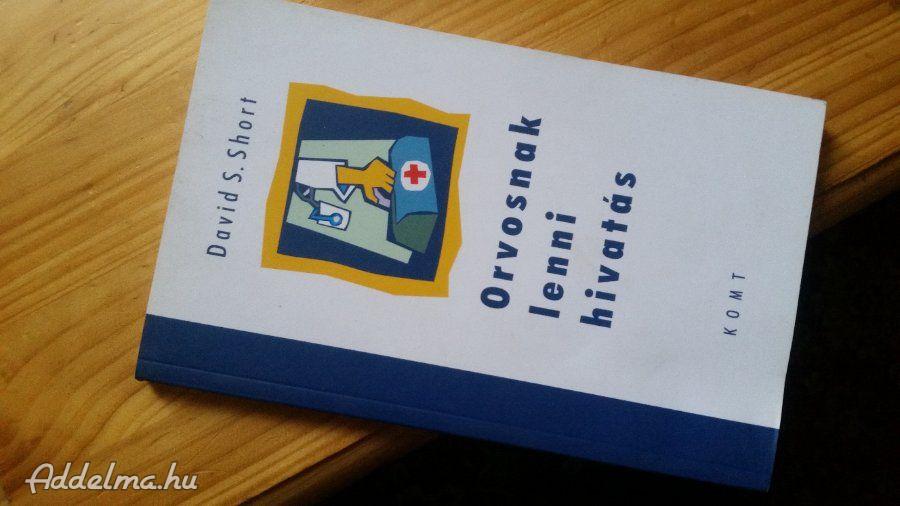 David S. Short
Orvosnak
lenni
hivatás
KOMT
Addelma.hu